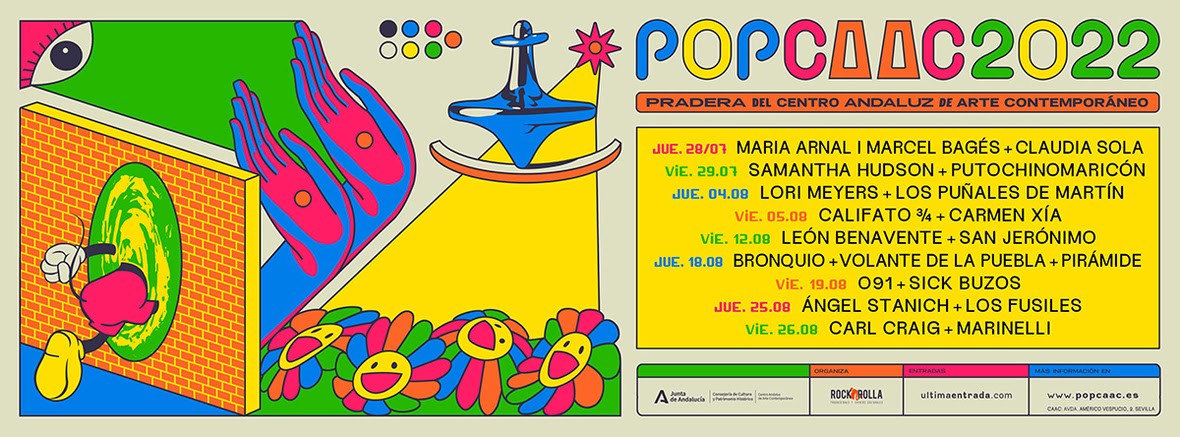 POPCAAC2022
PRADERA DEL CENTRO ANDALUZ DE ARTE CONTEMPORÁNEO
JUE. 28/07 MARIA ARNAL I MARCEL BAGÉS + CLAUDIA SOLA
ViE. 29.07 SAMANTHA HUDSON + PUTOCHINOMARICÓN
JUE. 04.08 LORI MEYERS + LOS PUÑALES DE MARTÍN
ViE. 05.08 CALIFATO ¾ + CARMEN XÍA
ViE. 12.08 LEÓN BENAVENTE + SAN JERÓNIMO
JUE. 18.08 BRONQUIO + VOLANTE DE LA PUEBLA + PIRÁMIDE
ViE. 19.08 O91 + SICK BUZOS
JUE. 25.08 ÁNGEL STANICH + LOS FUSILES
ViE. 26.08 CARL CRAIG + MARINELLI
ORGANIZA
ENTRADAS
MÁS INFORMACIÓN EN
Junta de Andalucía
Consejería de Cultura y Patrimonio Histórico
Centro Andaluz de Arte Contemporáneo
ROCKNROLLA
ultimaentrada.com
www.popcaac.es
CAAC: AVDA. AMÉRICO VESPUCIO, 2. SEVILLA